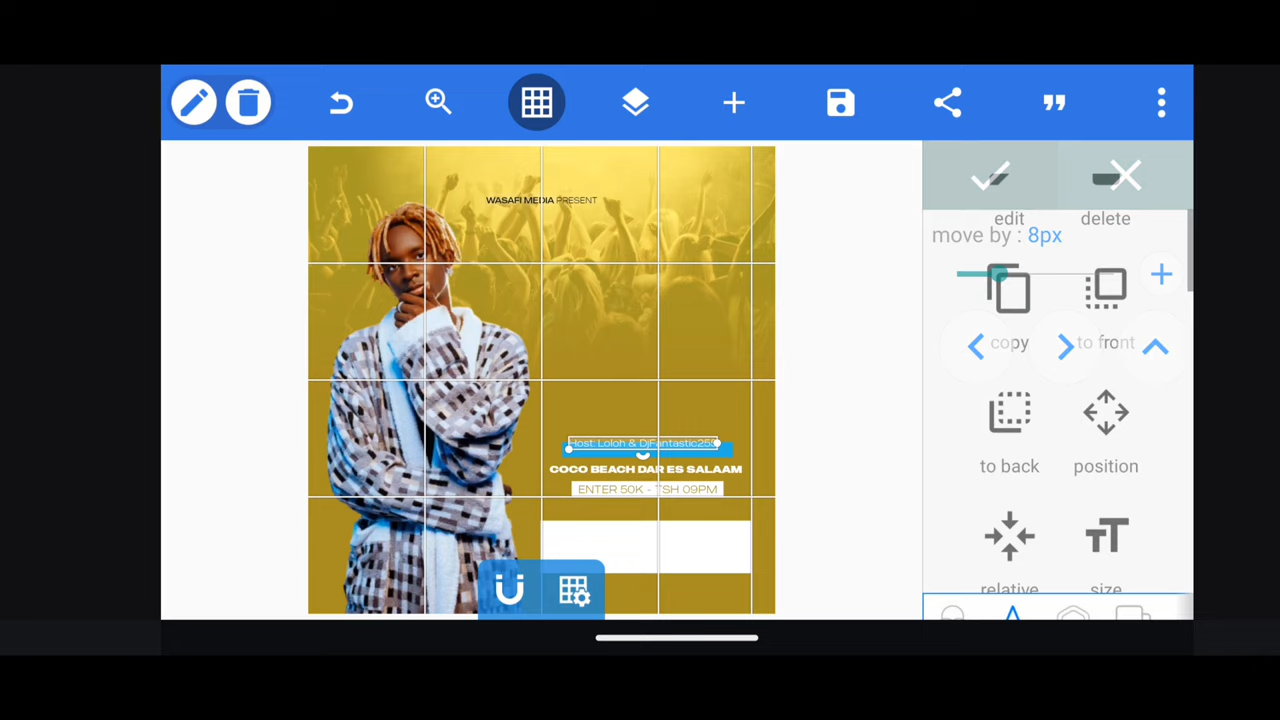 edit
delete
move by : 8px
copy
to front
to back
position
relative
size
WASAFI MEDIA PRESENT
Host: Loloh & DjFantastic255
COCO BEACH DAR ES SALAAM
ENTER 50K - TSH 09PM